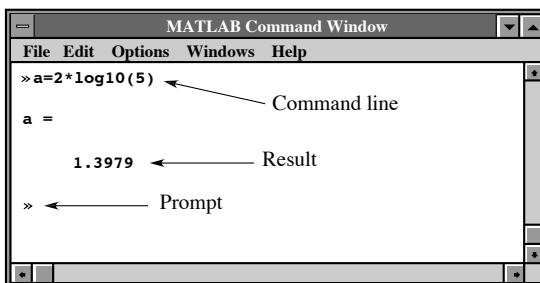 MATLAB Command Window
File Edit Options Windows Help
»a=2*log10(5)
Command line
a =
1.3979
Result
»
Prompt